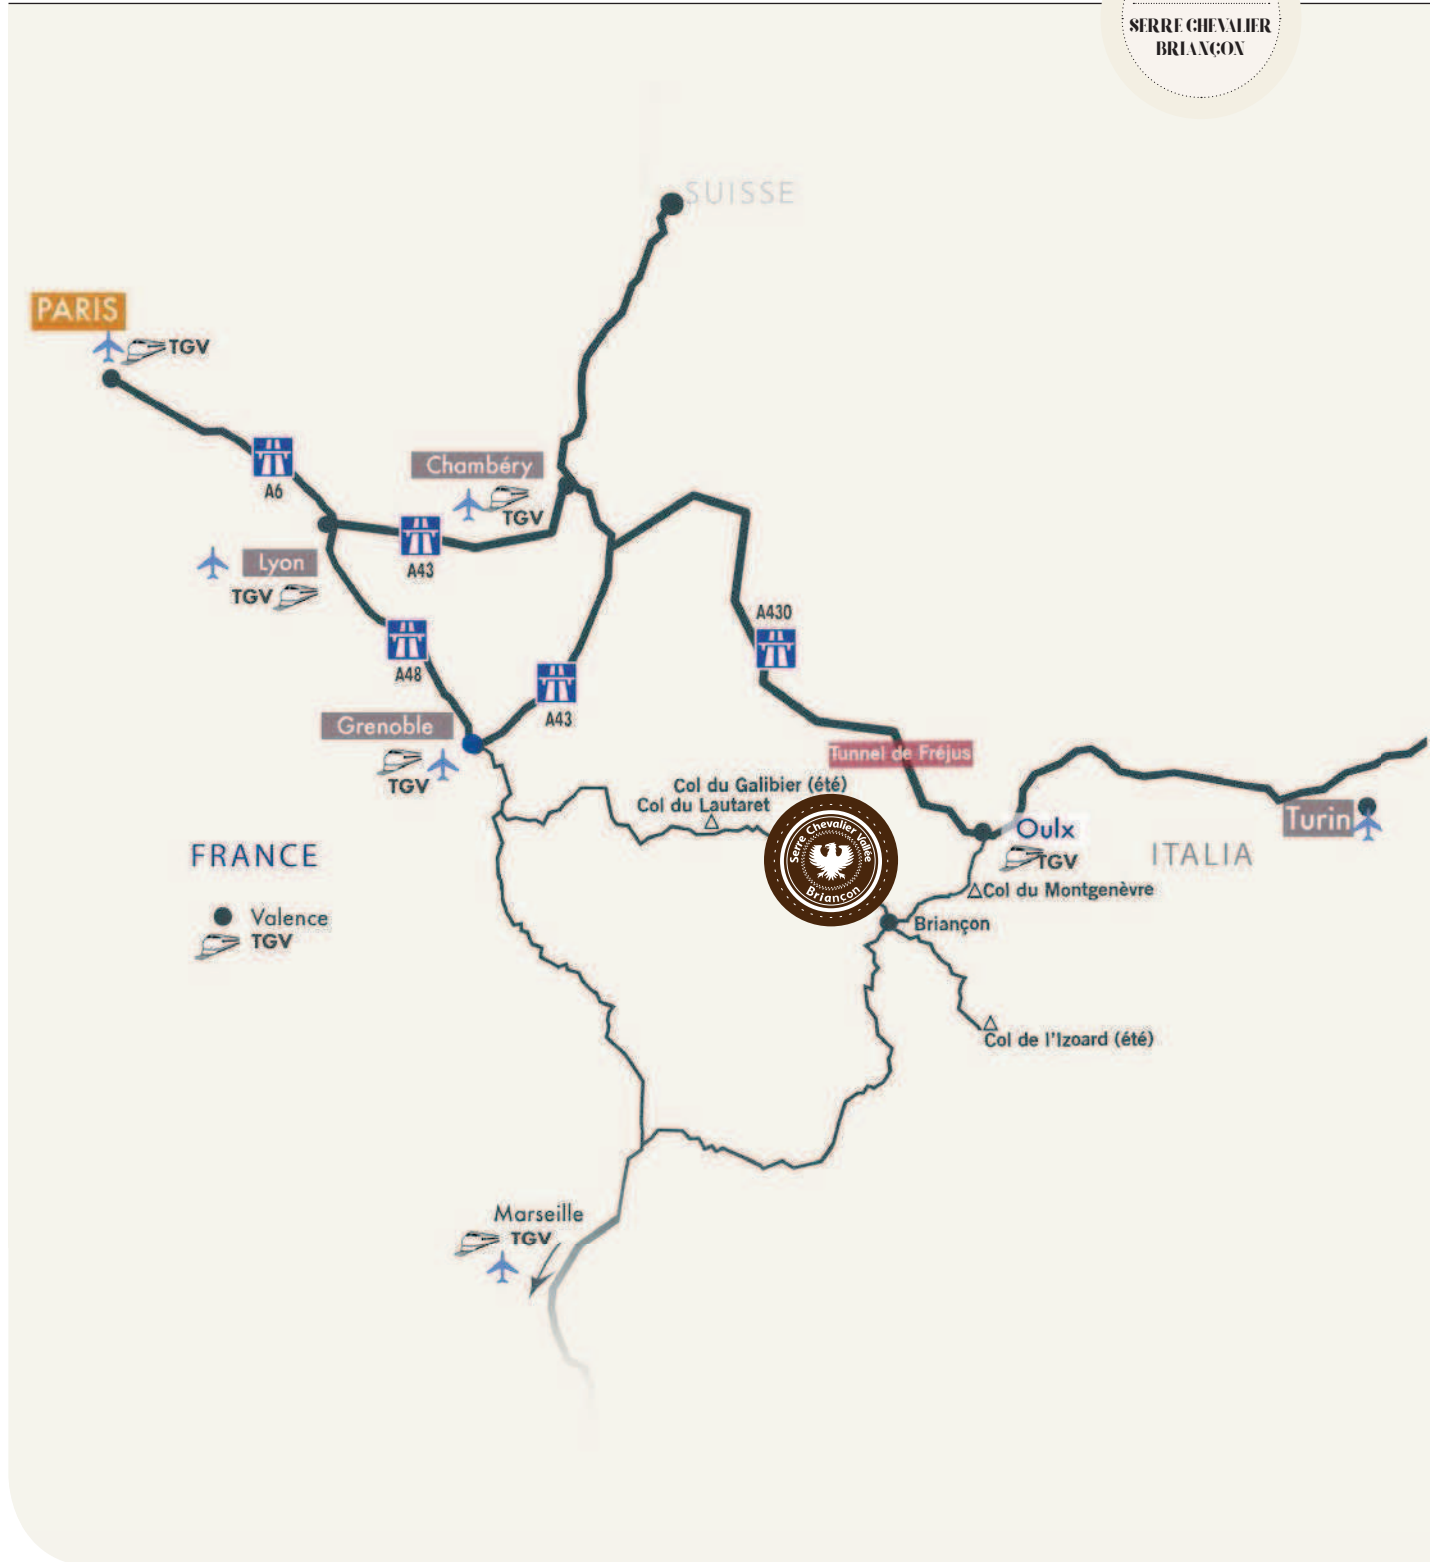 SERRE CHEVALIER
BRIANÇON
SUISSE
PARIS
TGV
A6
Chambéry
TGV
A43
Lyon
TGV
A430
A48
A43
Grenoble
TGV
Tunnel de Fréjus
Col du Galibier (été)
Col du Lautaret
Serre Chevalier Vallée
Briançon
Oulx
TGV
Turin
FRANCE
ITALIA
Col du Montgenèvre
Valence
TGV
Briançon
Col de l'Izoard (été)
Marseille
TGV